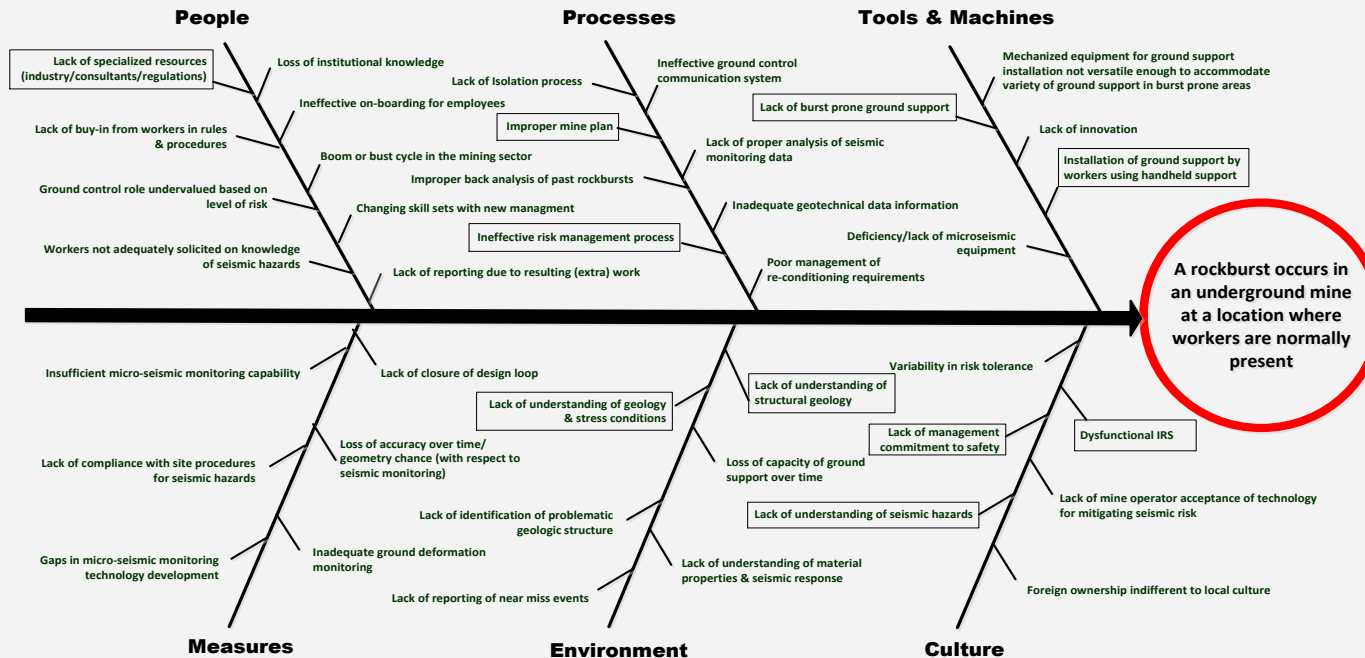 People
Processes
Tools & Machines
Lack of specialized resources
(industry/consultants/regulations)
Loss of institutional knowledge
Ineffective on-boarding for employees
Lack of buy-in from workers in rules
& procedures
Boom or bust cycle in the mining sector
Ground control role undervalued based on
level of risk
Changing skill sets with new managment
Workers not adequately solicited on knowledge
of seismic hazards
Lack of reporting due to resulting (extra) work
Ineffective ground control
communication system
Lack of Isolation process
Improper mine plan
Lack of proper analysis of seismic
monitoring data
Improper back analysis of past rockbursts
Inadequate geotechnical data information
Ineffective risk management process
Poor management of
re-conditioning requirements
Mechanized equipment for ground support
installation not versatile enough to accommodate
variety of ground support in burst prone areas
Lack of burst prone ground support
Lack of innovation
Installation of ground support by
workers using handheld support
Deficiency/lack of microseismic
equipment
A rockburst occurs in
an underground mine
at a location where
workers are normally
present
Insufficient micro-seismic monitoring capability
Lack of closure of design loop
Loss of accuracy over time/
geometry chance (with respect to
seismic monitoring)
Lack of compliance with site procedures
for seismic hazards
Inadequate ground deformation
monitoring
Gaps in micro-seismic monitoring
technology development
Lack of understanding of
structural geology
Lack of understanding of geology
& stress conditions
Loss of capacity of ground
support over time
Lack of identification of problematic
geologic structure
Lack of understanding of material
properties & seismic response
Lack of reporting of near miss events
Variability in risk tolerance
Dysfunctional IRS
Lack of management
commitment to safety
Lack of mine operator acceptance of technology
for mitigating seismic risk
Lack of understanding of seismic hazards
Foreign ownership indifferent to local culture
Measures
Environment
Culture